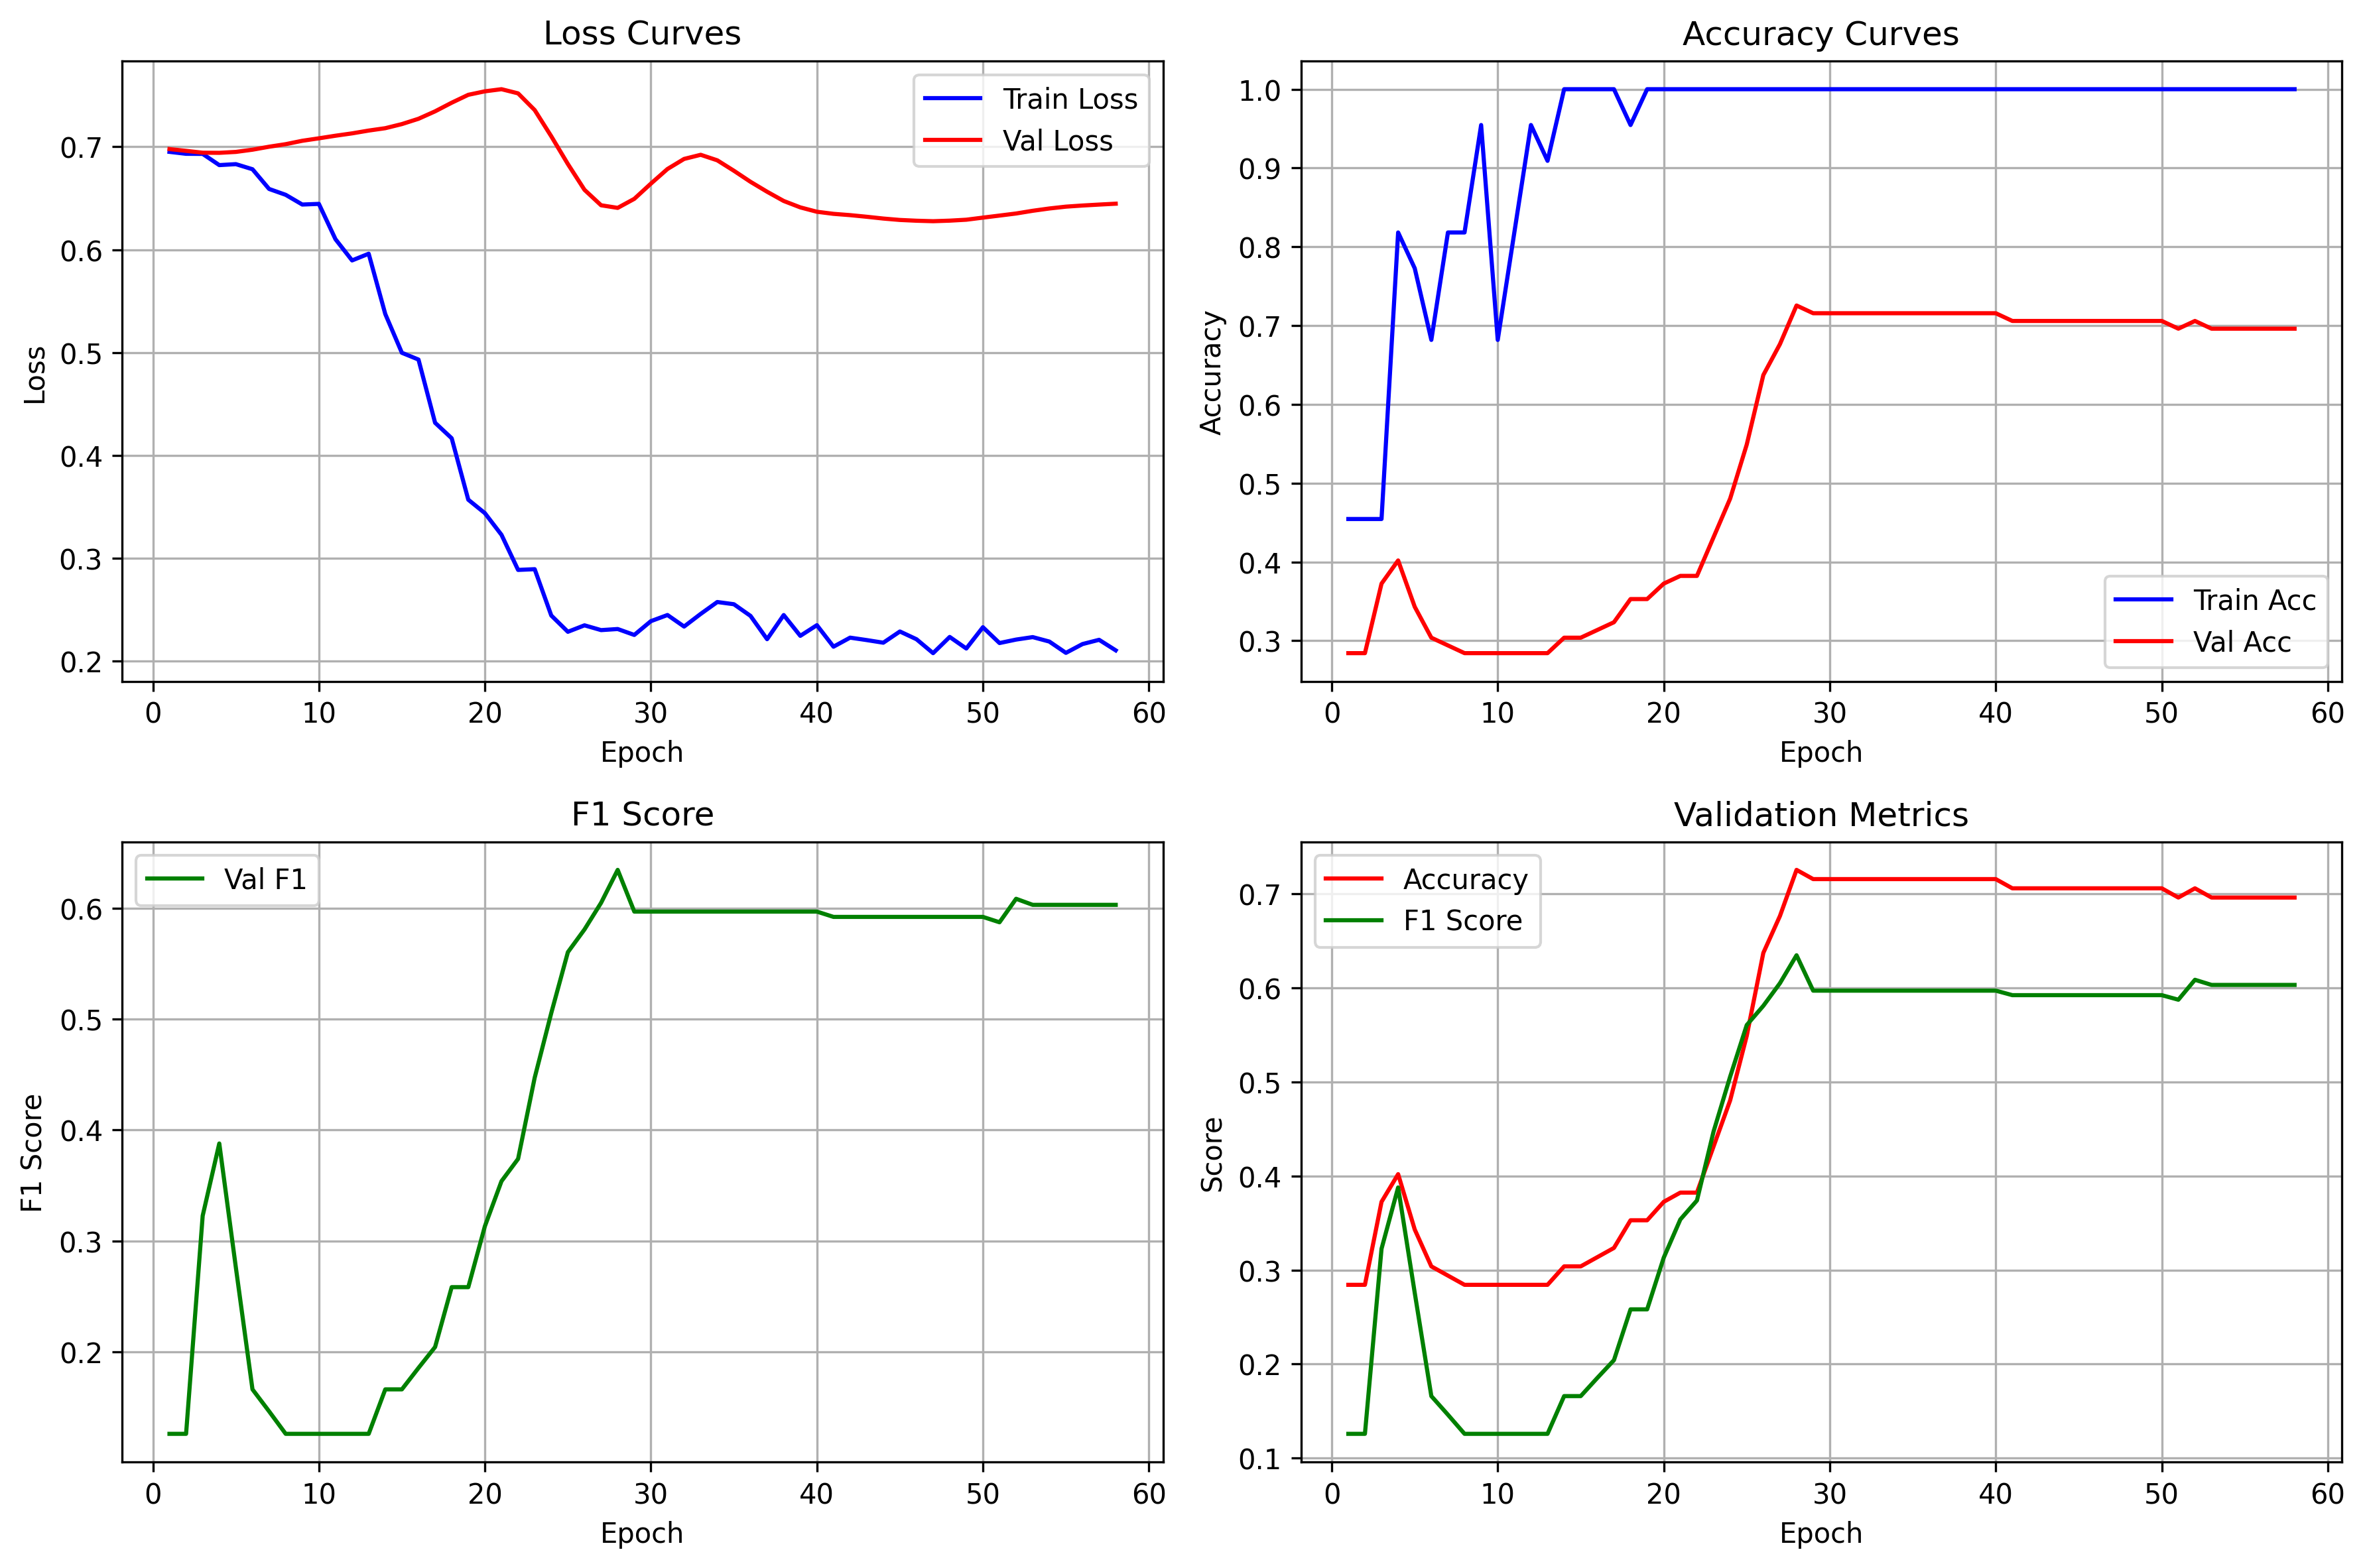 Loss Curves
Train Loss
Val Loss
0.7
0.6
0.5
0.4
0.3
0.2
Loss
0 10 20 30 40 50 60
Epoch
Accuracy Curves
1.0
0.9
0.8
0.7
0.6
0.5
0.4
0.3
Accuracy
Train Acc
Val Acc
0 10 20 30 40 50 60
Epoch
F1 Score
Val F1
0.6
0.5
0.4
0.3
0.2
F1 Score
0 10 20 30 40 50 60
Epoch
Validation Metrics
Accuracy
F1 Score
0.7
0.6
0.5
0.4
0.3
0.2
0.1
Score
0 10 20 30 40 50 60
Epoch